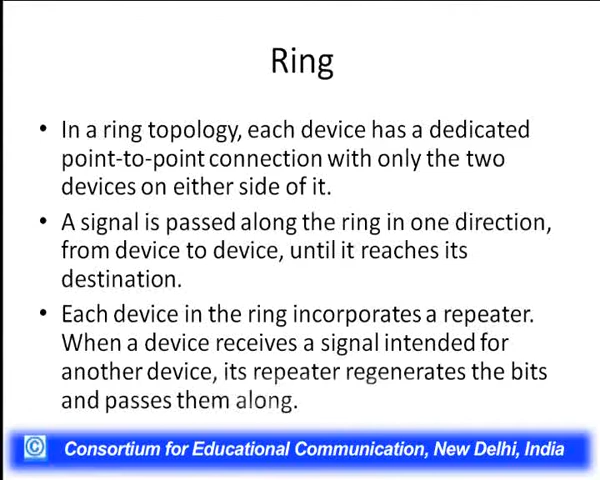 Ring
• In a ring topology, each device has a dedicated
point-to-point connection with only the two
devices on either side of it.
• A signal is passed along the ring in one direction,
from device to device, until it reaches its
destination.
• Each device in the ring incorporates a repeater.
When a device receives a signal intended for
another device, its repeater regenerates the bits
and passes them along.
© Consortium for Educational Communication, New Delhi, India